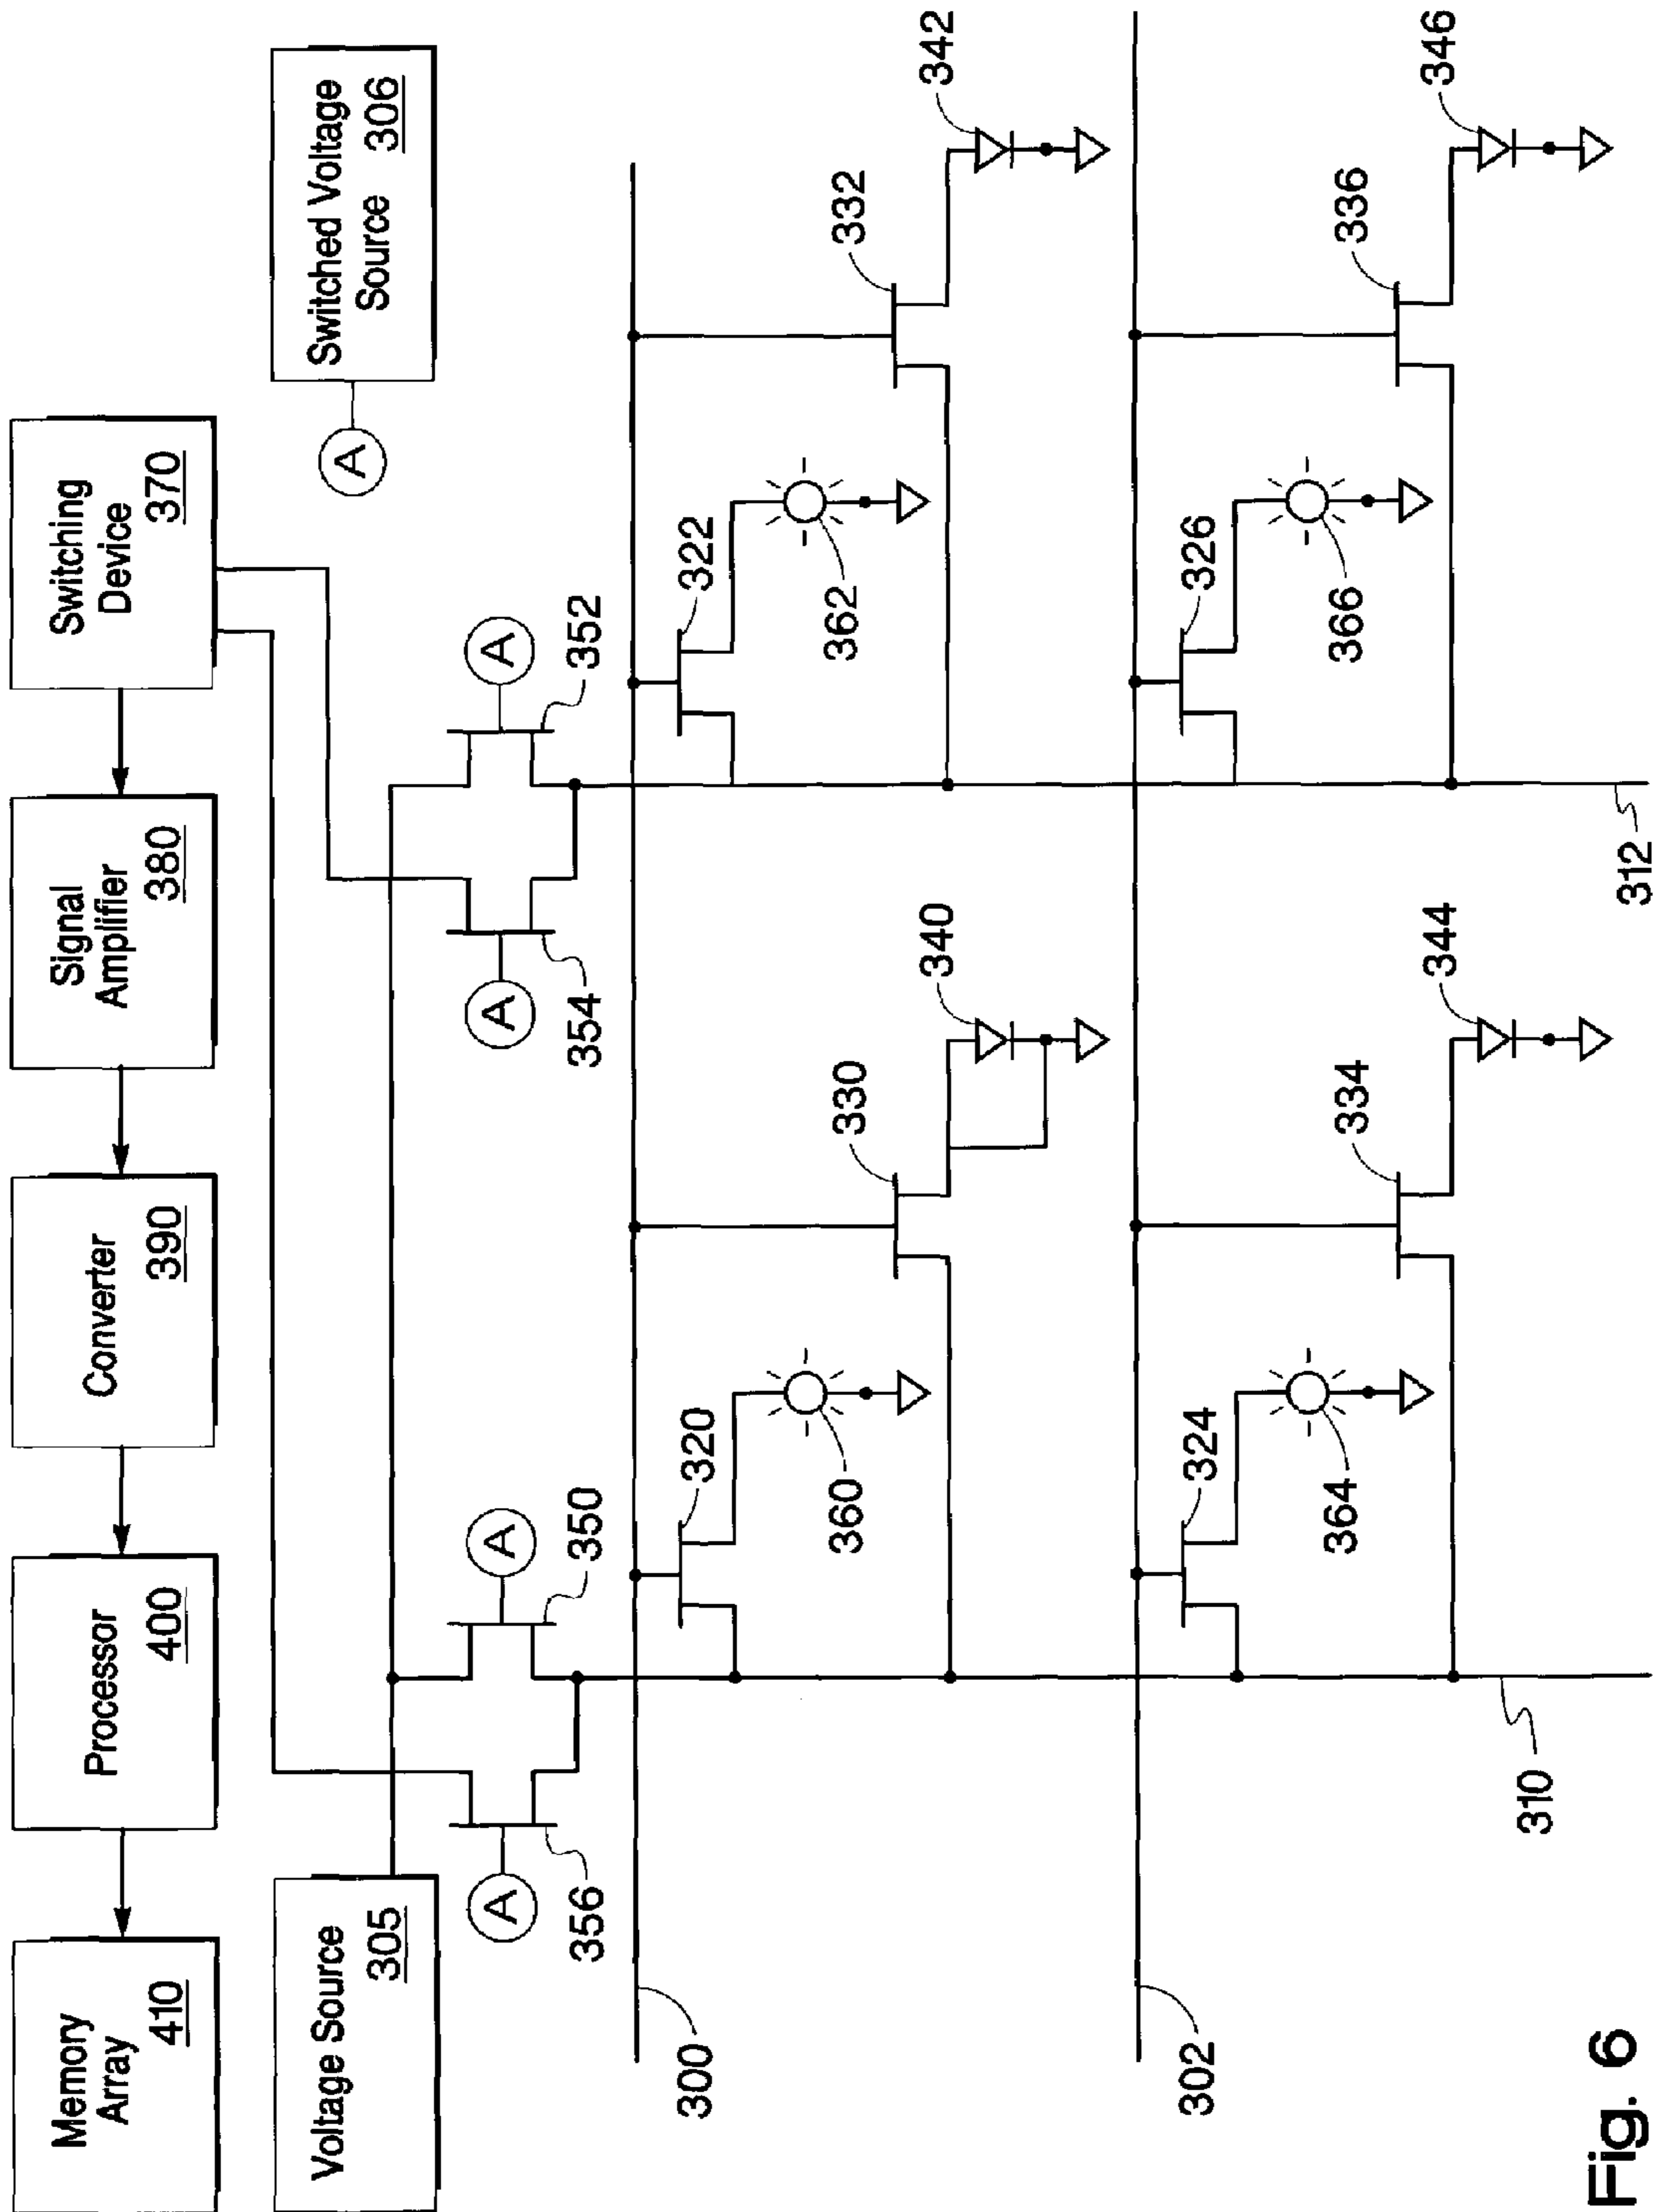 Memory
Array
410
Processor
400
Converter
390
Signal
Amplifier
380
Switching
Device
370
Voltage Source
305
A
Switched Voltage
Source 306
A
A
A
A
356
350
354
352
300
320
322
360
330
362
332
340
342
302
324
326
364
334
366
336
344
346
310
312
Fig. 6